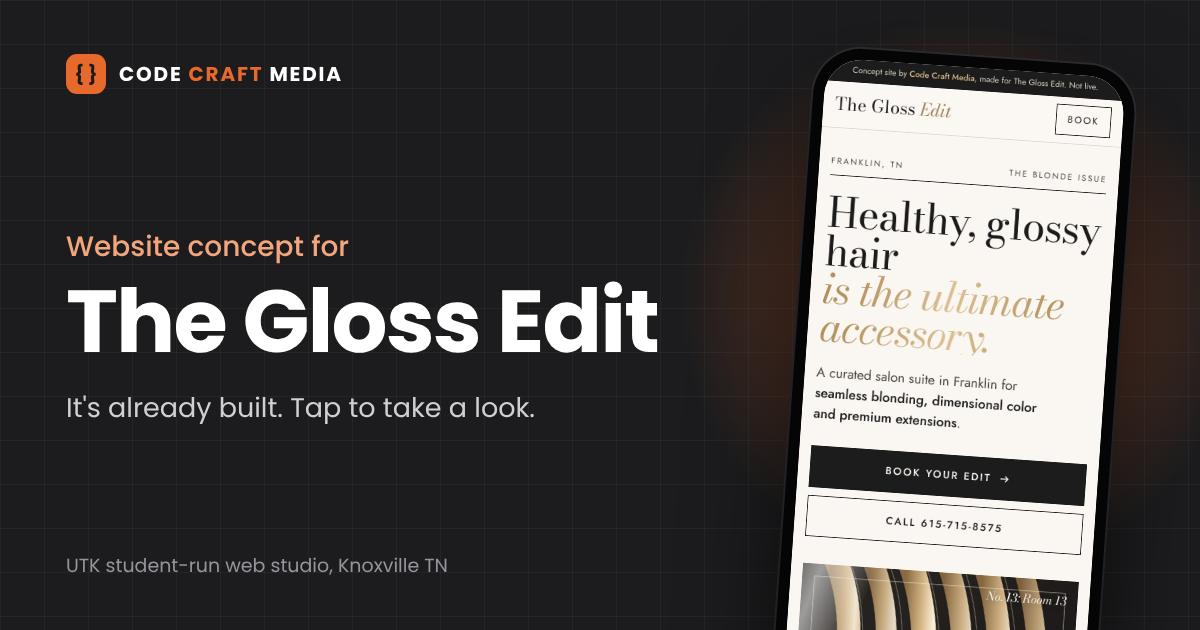 { } CODE CRAFT MEDIA
Website concept for
The Gloss Edit
It's already built. Tap to take a look.
UTK student-run web studio, Knoxville TN
Concept site by Code Craft Media, made for The Gloss Edit. Not live.
The Gloss Edit
BOOK
FRANKLIN, TN
THE BLONDE ISSUE
Healthy, glossy
hair
is the ultimate
accessory.
A curated salon suite in Franklin for
seamless blonding, dimensional color
and premium extensions.
BOOK YOUR EDIT →
CALL 615-715-8575
No. 13: Room 13